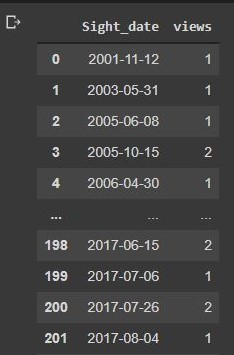 Sight_date views
0 2001-11-12 1
1 2003-05-31 1
2 2005-06-08 1
3 2005-10-15 2
4 2006-04-30 1
... ... ...
198 2017-06-15 2
199 2017-07-06 1
200 2017-07-26 2
201 2017-08-04 1